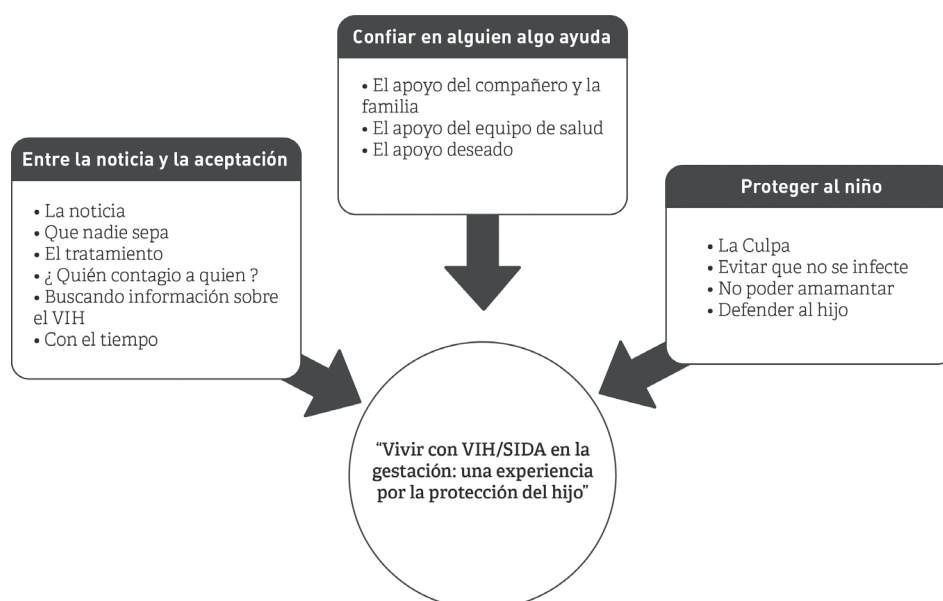 Confiar en alguien algo ayuda
• El apoyo del compañero y la
familia
• El apoyo del equipo de salud
• El apoyo deseado
Entre la noticia y la aceptación
• La noticia
• Que nadie sepa
• El tratamiento
• ¿ Quién contagio a quien ?
• Buscando información sobre
el VIH
• Con el tiempo
Proteger al niño
• La Culpa
• Evitar que no se infecte
• No poder amamantar
• Defender al hijo
“Vivir con VIH/SIDA en la
gestación: una experiencia
por la protección del hijo”